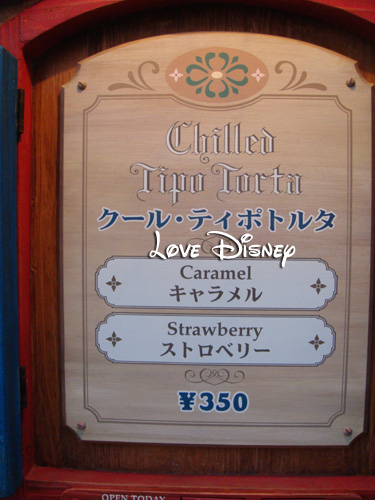 Chilled
Tipo Torta
クール・ティポトルタ
Love Disney
Caramel
キャラメル
Strawberry
ストロベリー
¥350
OPEN TODAY